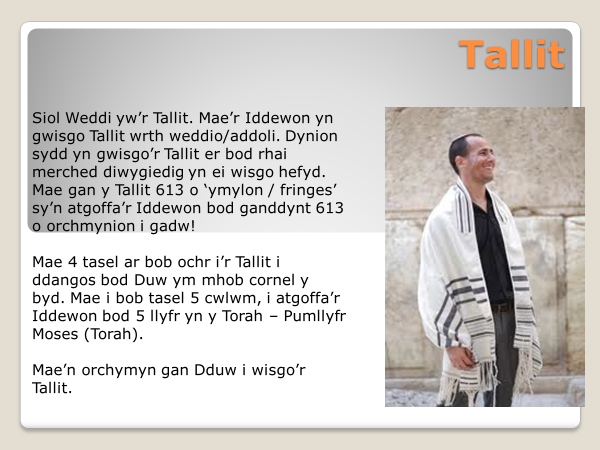 Tallit
Siol Weddi yw’r Tallit. Mae’r Iddewon yn
gwisgo Tallit wrth weddio/addoli. Dynion
sydd yn gwisgo’r Tallit er bod rhai
merched diwygiedig yn ei wisgo hefyd.
Mae gan y Tallit 613 o ‘ymylon / fringes’
sy’n atgoffa’r Iddewon bod ganddynt 613
o orchmynion i gadw!
Mae 4 tasel ar bob ochr i’r Tallit i
ddangos bod Duw ym mhob cornel y
byd. Mae i bob tasel 5 cwlwm, i atgoffa’r
Iddewon bod 5 llyfr yn y Torah – Pumllyfr
Moses (Torah).
Mae’n orchymyn gan Dduw i wisgo’r
Tallit.